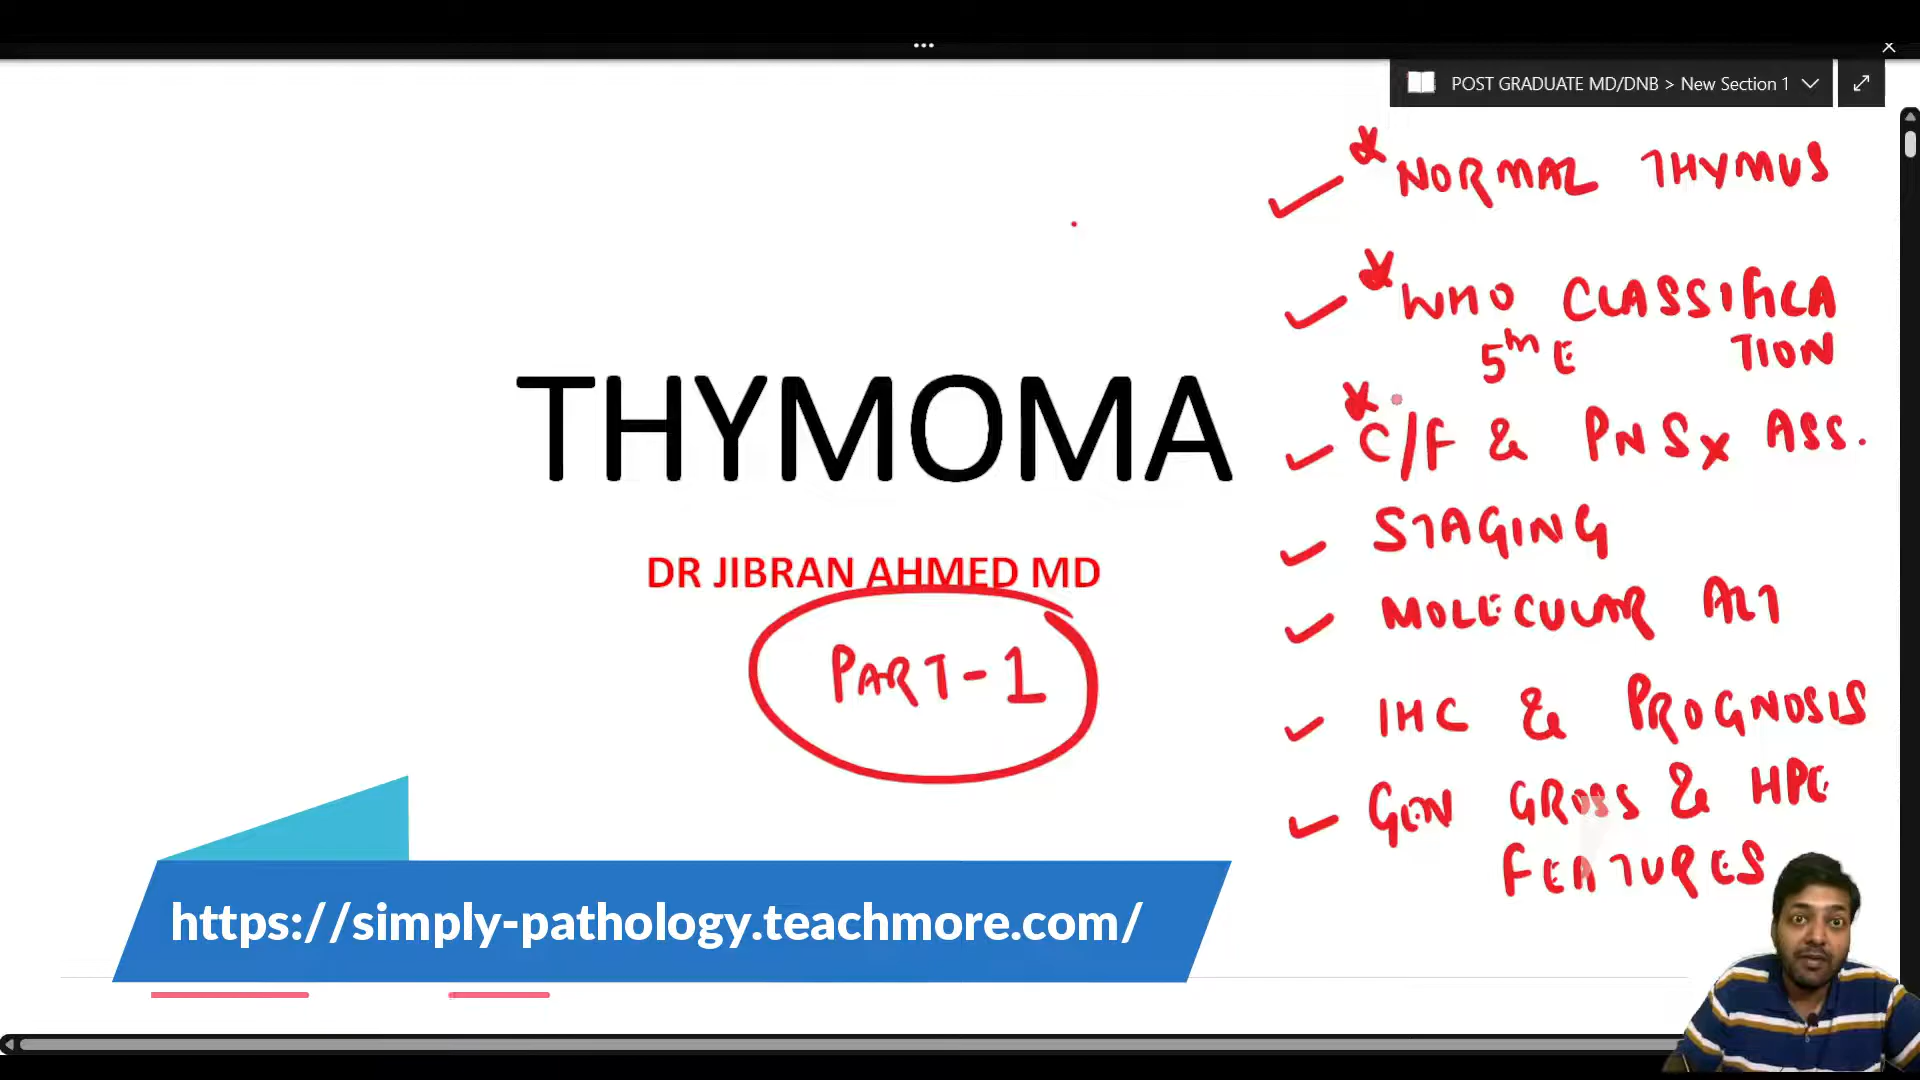 POST GRADUATE MD/DNB > New Section 1
NORMAL THYMUS
WHO CLASSIFICA
5th E TION
C/F & PNSx ASS.
THYMOMA
STAGING
DR JIBRAN AHMED MD
MOLECULAR ALT
PART-1
IHC & PROGNOSIS
GEN GROSS & HPE
FEATURES
https://simply-pathology.teachmore.com/